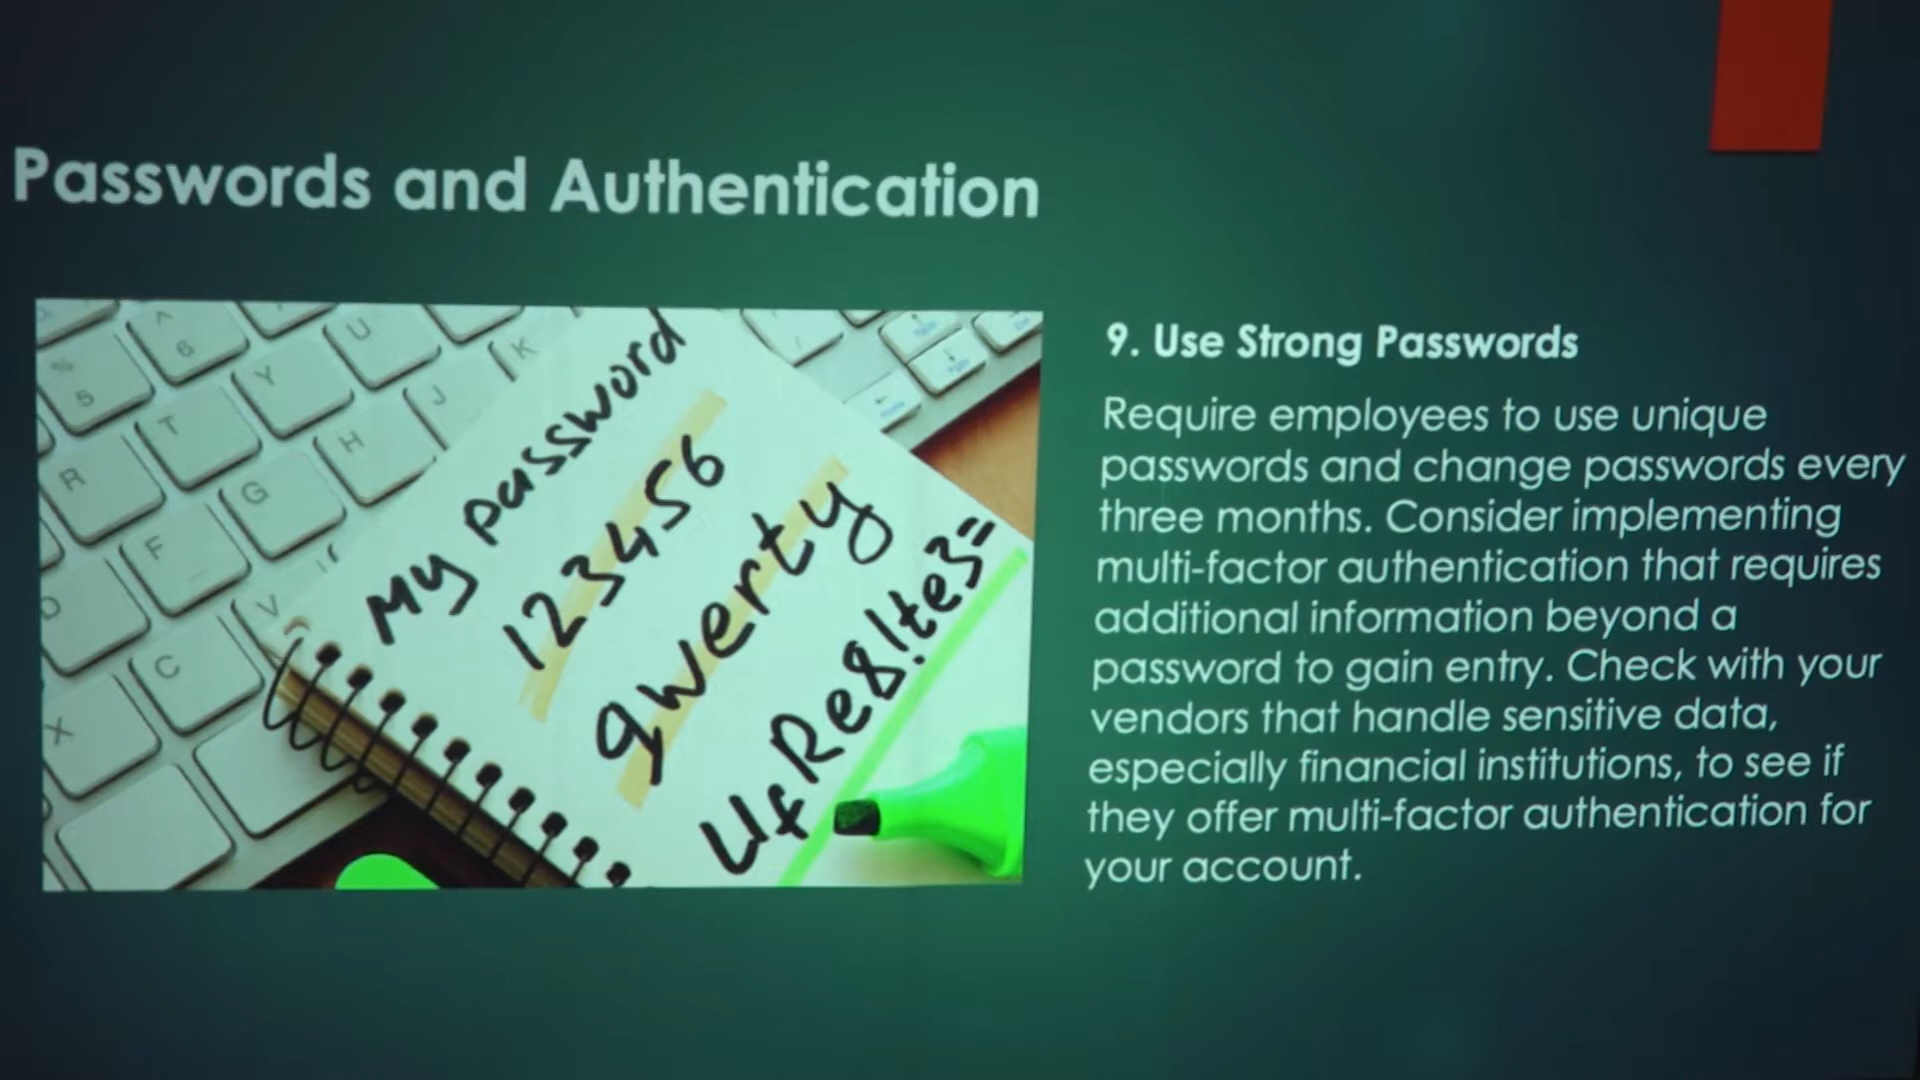 Passwords and Authentication
6 U
5 Y K
T J
R H
G
F
V
C
X
My password
123456
qwerty
UfRe8!te3=
9. Use Strong Passwords
Require employees to use unique
passwords and change passwords every
three months. Consider implementing
multi-factor authentication that requires
additional information beyond a
password to gain entry. Check with your
vendors that handle sensitive data,
especially financial institutions, to see if
they offer multi-factor authentication for
your account.